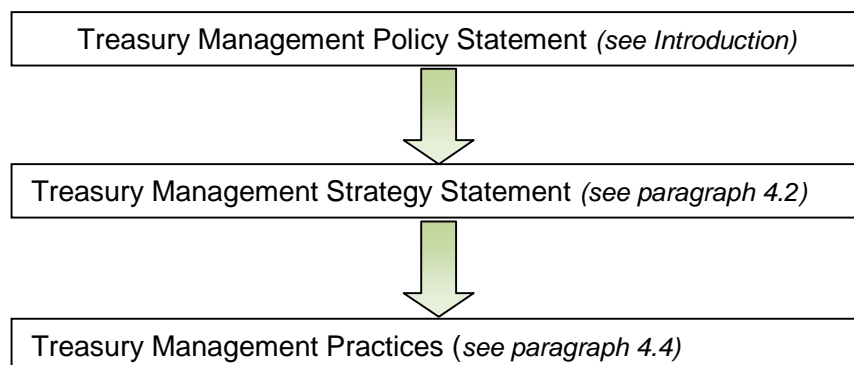 Treasury Management Policy Statement (see Introduction)
Treasury Management Strategy Statement (see paragraph 4.2)
Treasury Management Practices (see paragraph 4.4)